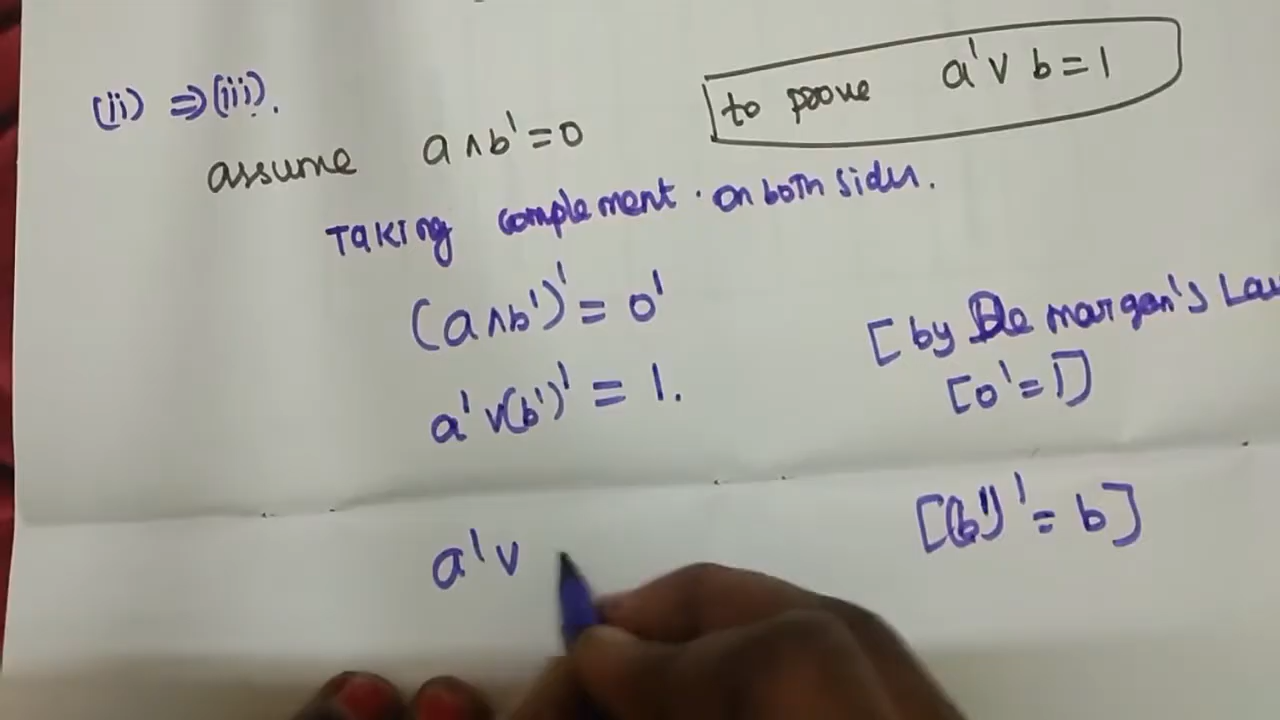 (ii) ⇒ (iii).
to prove a' ∨ b = 1
assume a ∧ b' = 0
Taking complement . on both sides.
(a ∧ b')' = 0'
[by De morgan's Law
a' ∨ (b')' = 1.
[0' = 1]
[(b')' = b]
a' ∨